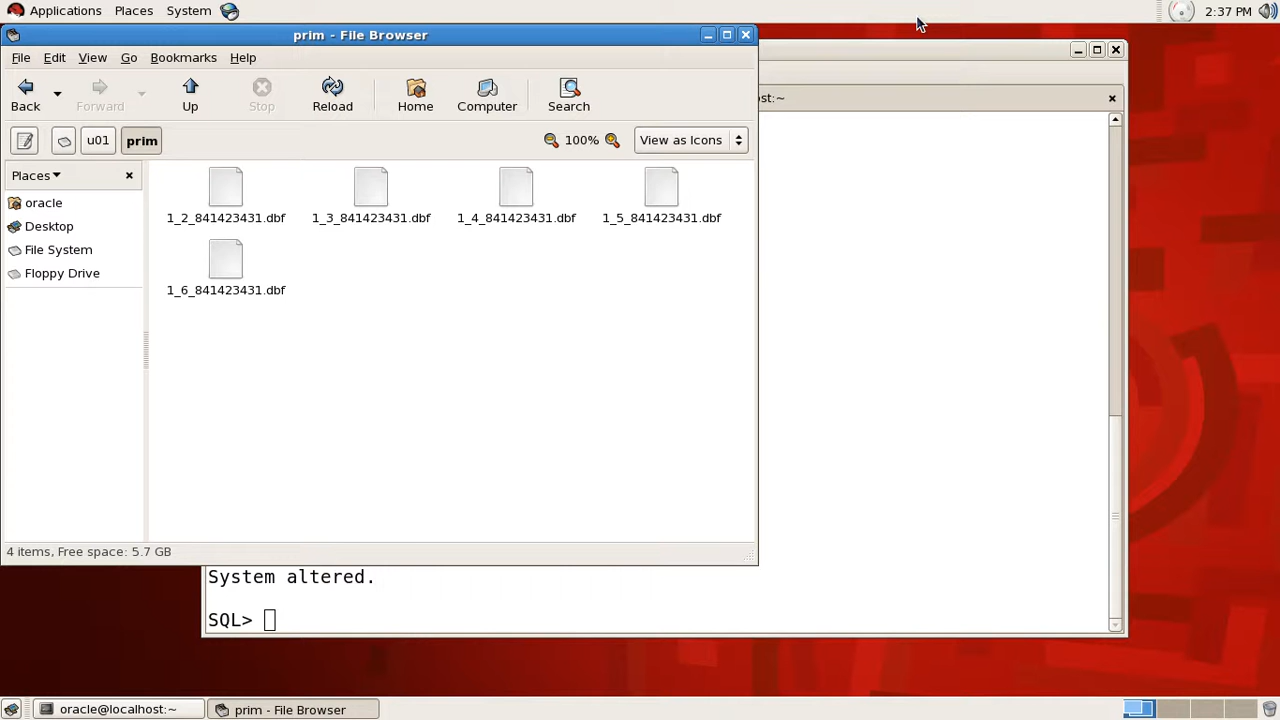 Applications Places System 2:37 PM
prim - File Browser
File Edit View Go Bookmarks Help
Back Forward Up Stop Reload Home Computer Search
ost:~
u01 prim 100% View as Icons
Places
oracle
Desktop
File System
Floppy Drive
1_2_841423431.dbf 1_3_841423431.dbf 1_4_841423431.dbf 1_5_841423431.dbf
1_6_841423431.dbf
4 items, Free space: 5.7 GB
System altered.
SQL>
oracle@localhost:~ prim - File Browser